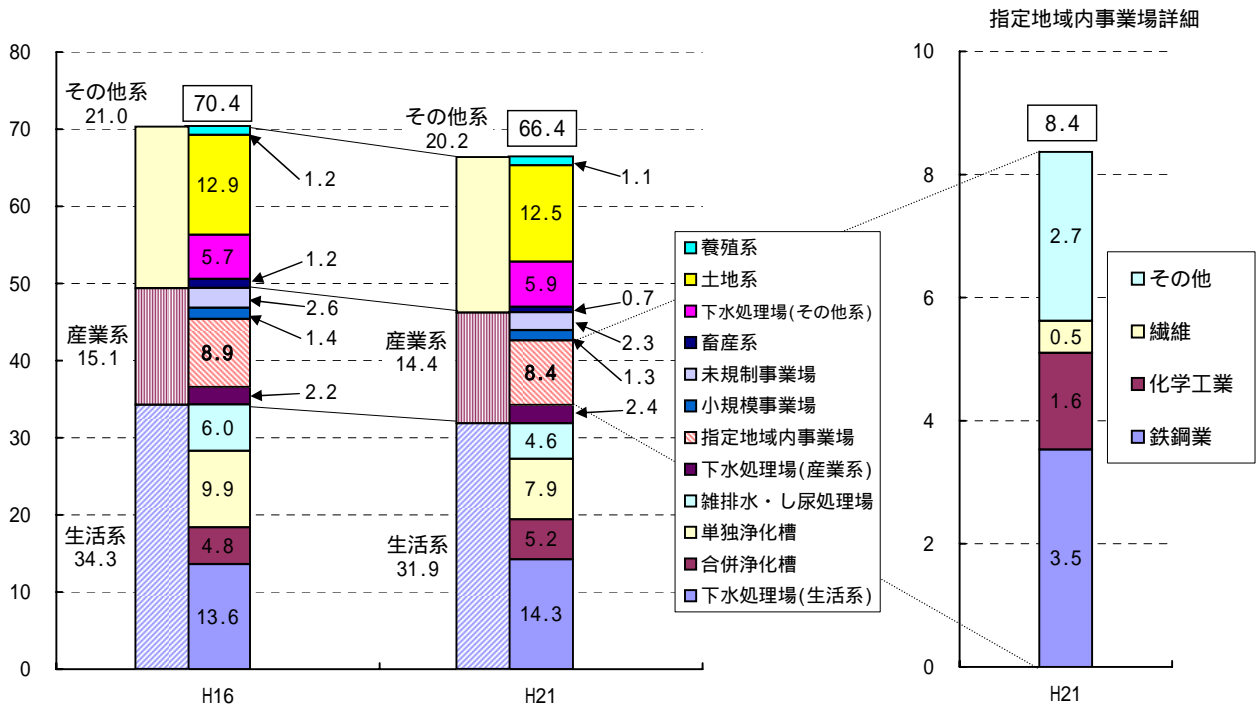 指定地域内事業場詳細
80
70
60
50
40
30
20
10
0
その他系
21.0
産業系
15.1
生活系
34.3
70.4
1.2
12.9
5.7
1.2
2.6
1.4
8.9
2.2
6.0
9.9
4.8
13.6
H16
その他系
20.2
産業系
14.4
生活系
31.9
66.4
1.1
12.5
5.9
0.7
2.3
1.3
8.4
2.4
4.6
7.9
5.2
14.3
H21
養殖系
土地系
下水処理場(その他系)
畜産系
未規制事業場
小規模事業場
指定地域内事業場
下水処理場(産業系)
雑排水・し尿処理場
単独浄化槽
合併浄化槽
下水処理場(生活系)
10
8
6
4
2
0
8.4
2.7
0.5
1.6
3.5
H21
その他
繊維
化学工業
鉄鋼業